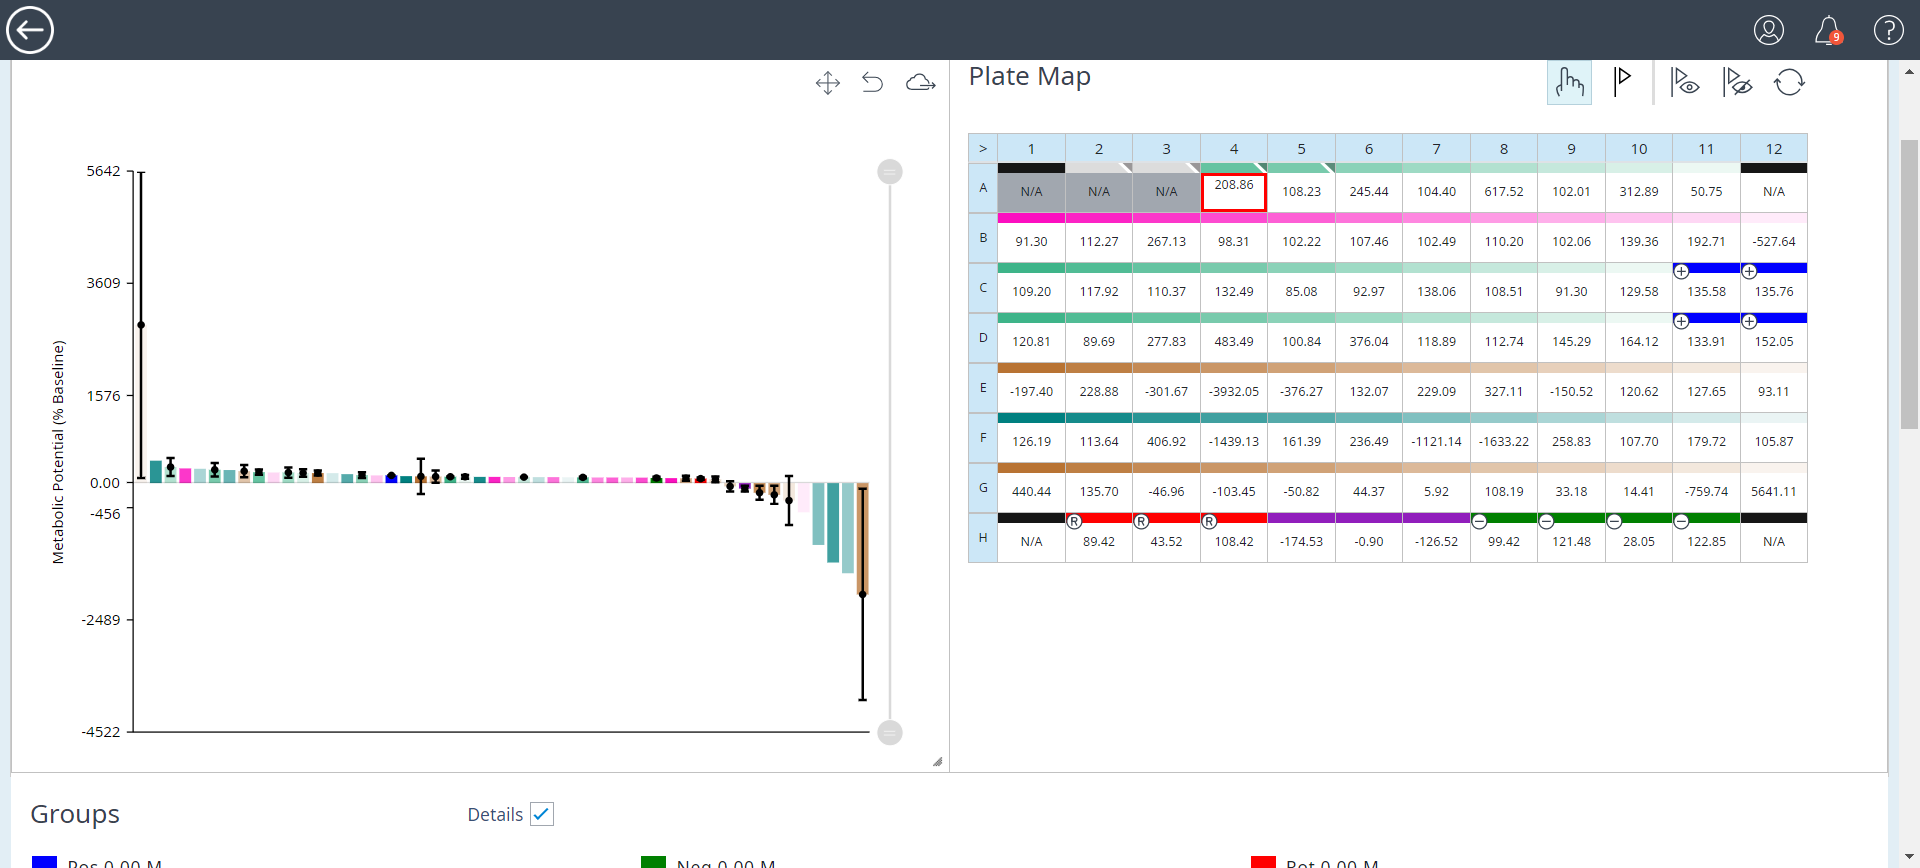 9
Plate Map
5642
3609
1576
0.00
-456
-2489
-4522
Metabolic Potential (% Baseline)
> 1 2 3 4 5 6 7 8 9 10 11 12
A N/A N/A N/A 208.86 108.23 245.44 104.40 617.52 102.01 312.89 50.75 N/A
B 91.30 112.27 267.13 98.31 102.22 107.46 102.49 110.20 102.06 139.36 192.71 -527.64
C 109.20 117.92 110.37 132.49 85.08 92.97 138.06 108.51 91.30 129.58 135.58 135.76
D 120.81 89.69 277.83 483.49 100.84 376.04 118.89 112.74 145.29 164.12 133.91 152.05
E -197.40 228.88 -301.67 -3932.05 -376.27 132.07 229.09 327.11 -150.52 120.62 127.65 93.11
F 126.19 113.64 406.92 -1439.13 161.39 236.49 -1121.14 -1633.22 258.83 107.70 179.72 105.87
G 440.44 135.70 -46.96 -103.45 -50.82 44.37 5.92 108.19 33.18 14.41 -759.74 5641.11
R R R
H N/A 89.42 43.52 108.42 -174.53 -0.90 -126.52 99.42 121.48 28.05 122.85 N/A
Groups
Details
Pos 0.00 M
Neg 0.00 M
Rot 0.00 M